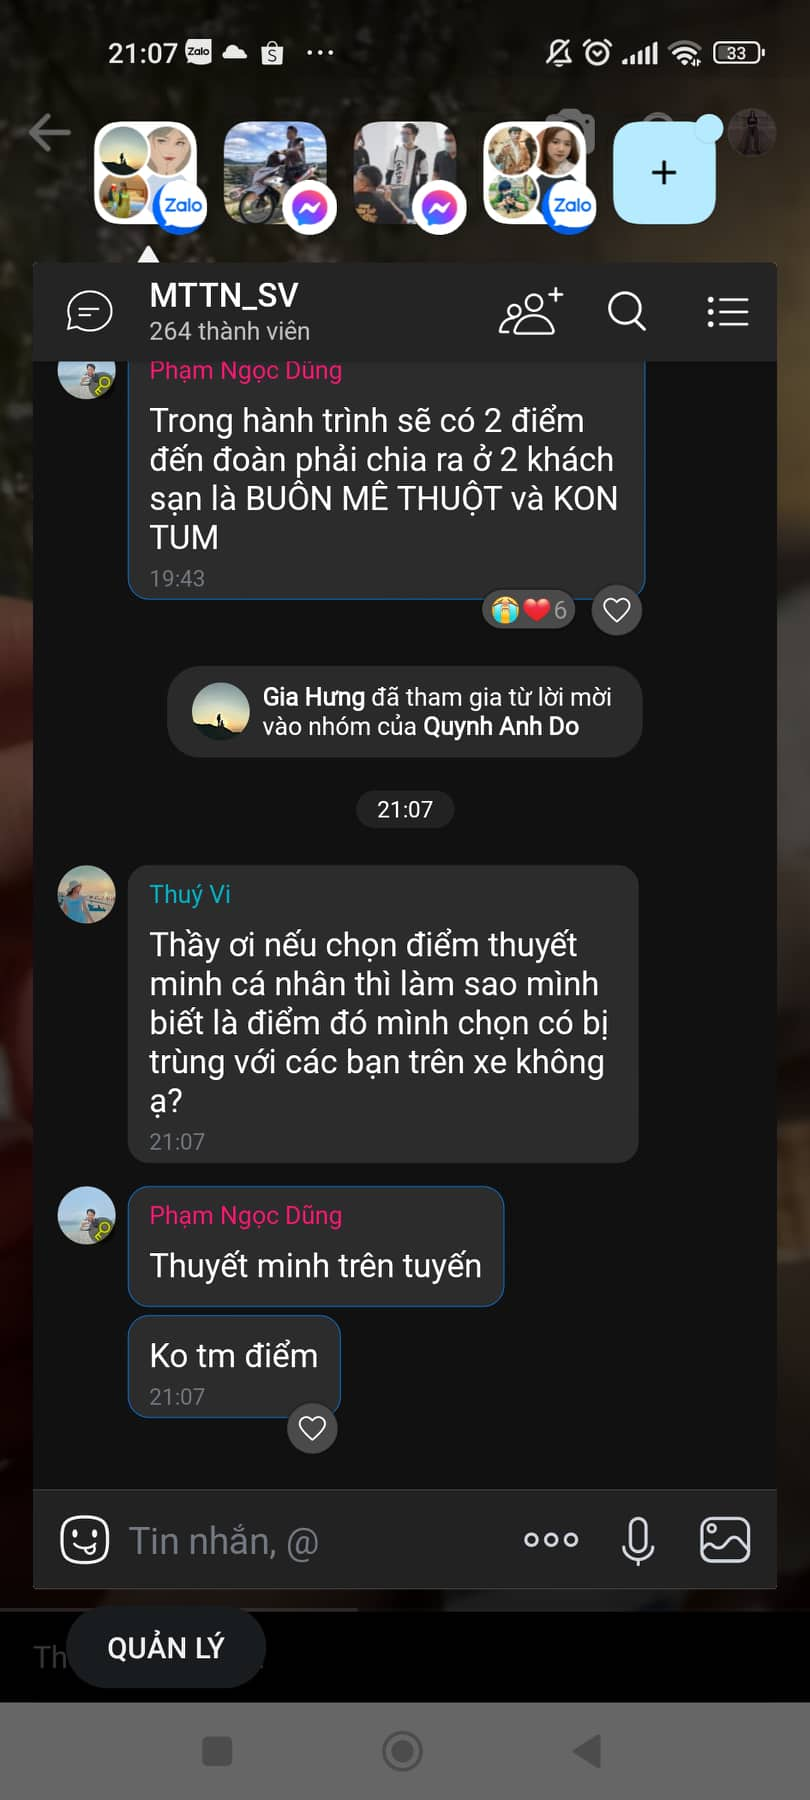 21:07 Zalo S ... 33
Zalo Zalo
+
MTTN_SV
264 thành viên
Phạm Ngọc Dũng
Trong hành trình sẽ có 2 điểm
đến đoàn phải chia ra ở 2 khách
sạn là BUÔN MÊ THUỘT và KON
TUM
19:43
6
Gia Hưng đã tham gia từ lời mời
vào nhóm của Quynh Anh Do
21:07
Thuý Vi
Thầy ơi nếu chọn điểm thuyết
minh cá nhân thì làm sao mình
biết là điểm đó mình chọn có bị
trùng với các bạn trên xe không
ạ?
21:07
Phạm Ngọc Dũng
Thuyết minh trên tuyến
Ko tm điểm
21:07
Tin nhắn, @
Th
QUẢN LÝ